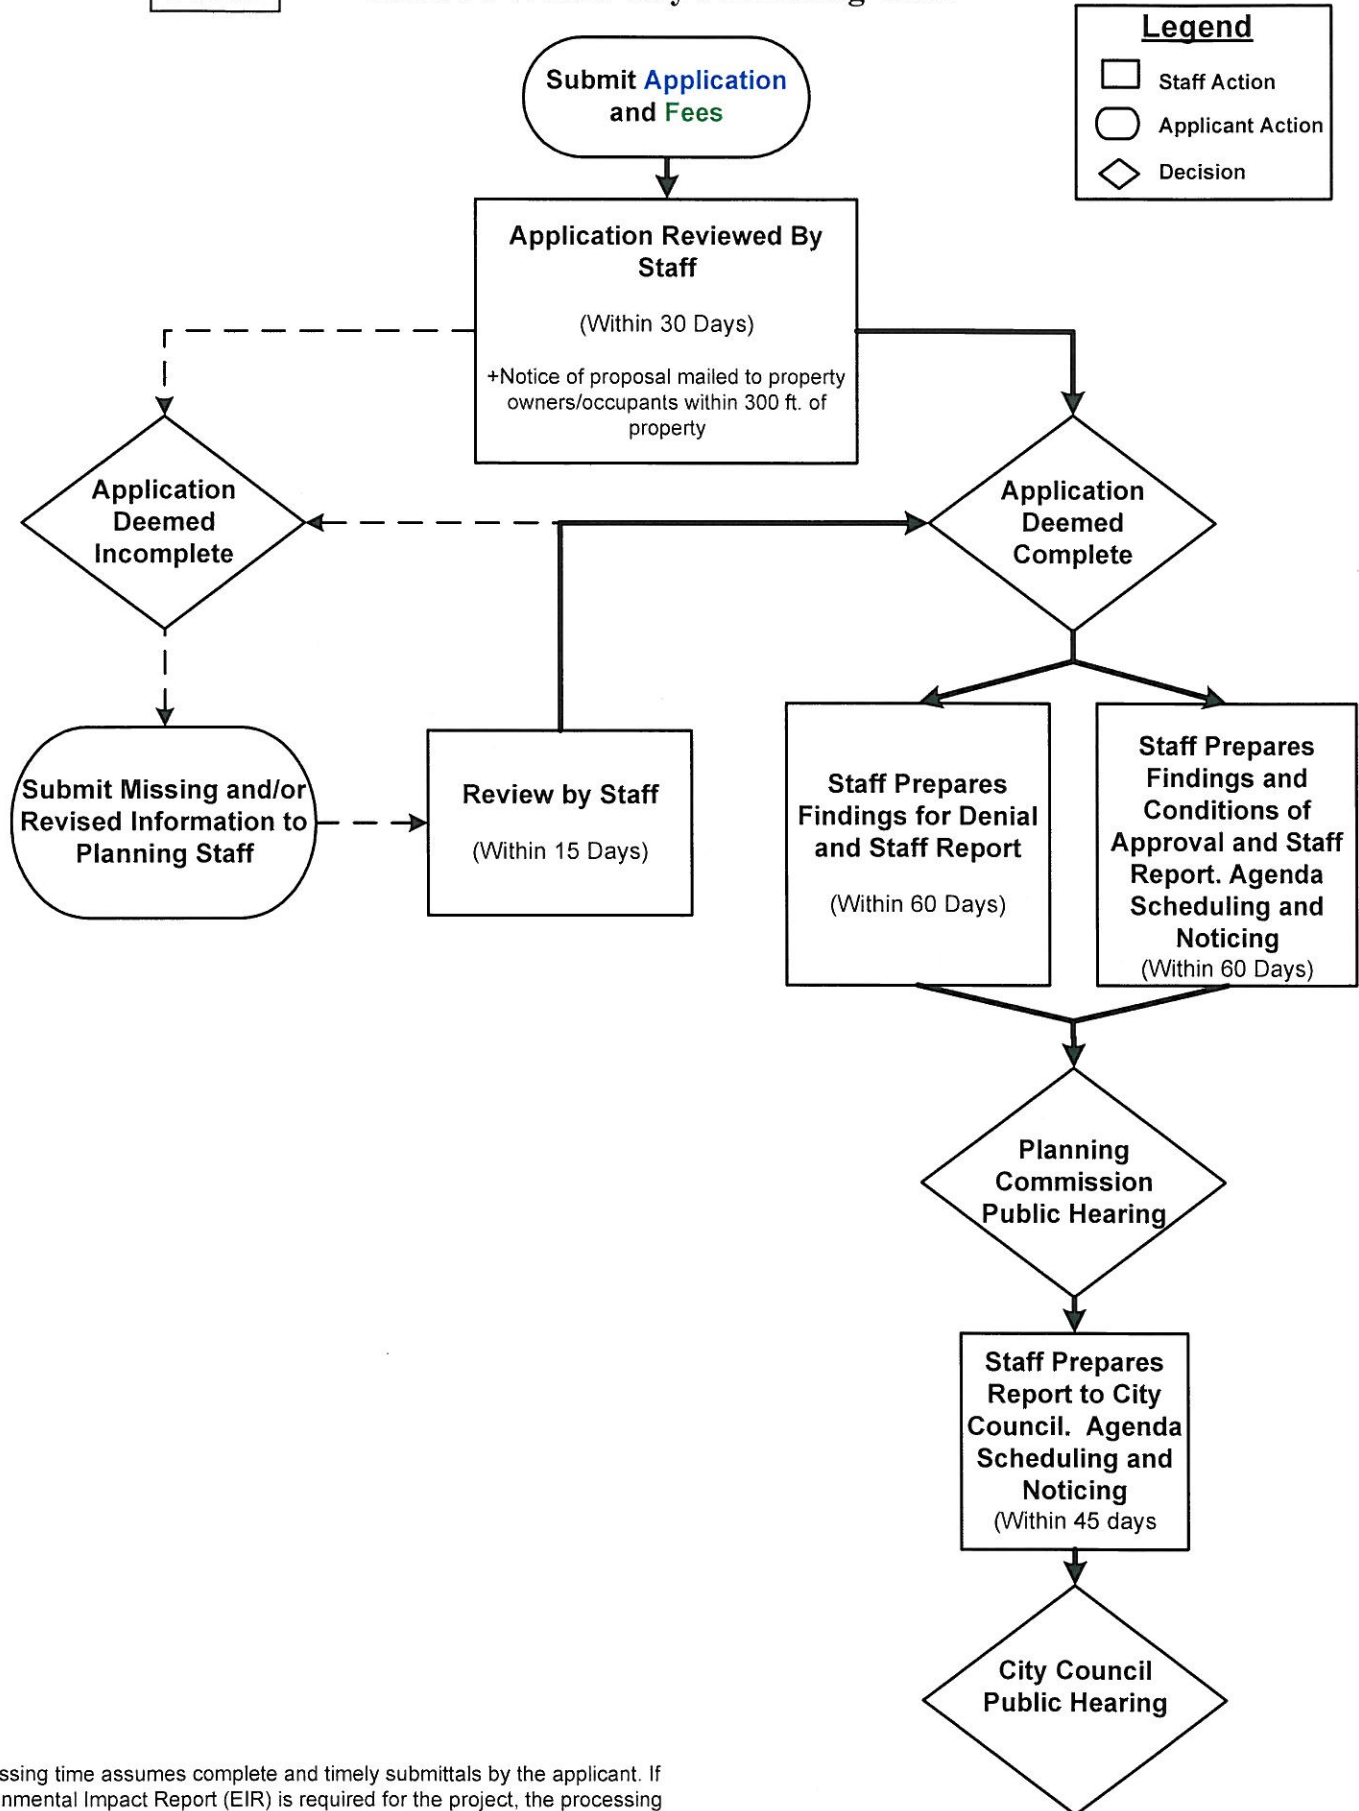 Legend
Staff Action
Applicant Action
Decision
Submit Application
and Fees
Application Reviewed By
Staff
(Within 30 Days)
+Notice of proposal mailed to property
owners/occupants within 300 ft. of
property
Application
Deemed
Incomplete
Application
Deemed
Complete
Submit Missing and/or
Revised Information to
Planning Staff
Review by Staff
(Within 15 Days)
Staff Prepares
Findings for Denial
and Staff Report
(Within 60 Days)
Staff Prepares
Findings and
Conditions of
Approval and Staff
Report. Agenda
Scheduling and
Noticing
(Within 60 Days)
Planning
Commission
Public Hearing
Staff Prepares
Report to City
Council. Agenda
Scheduling and
Noticing
(Within 45 days
City Council
Public Hearing
ssing time assumes complete and timely submittals by the applicant. If
nmental Impact Report (EIR) is required for the project, the processing